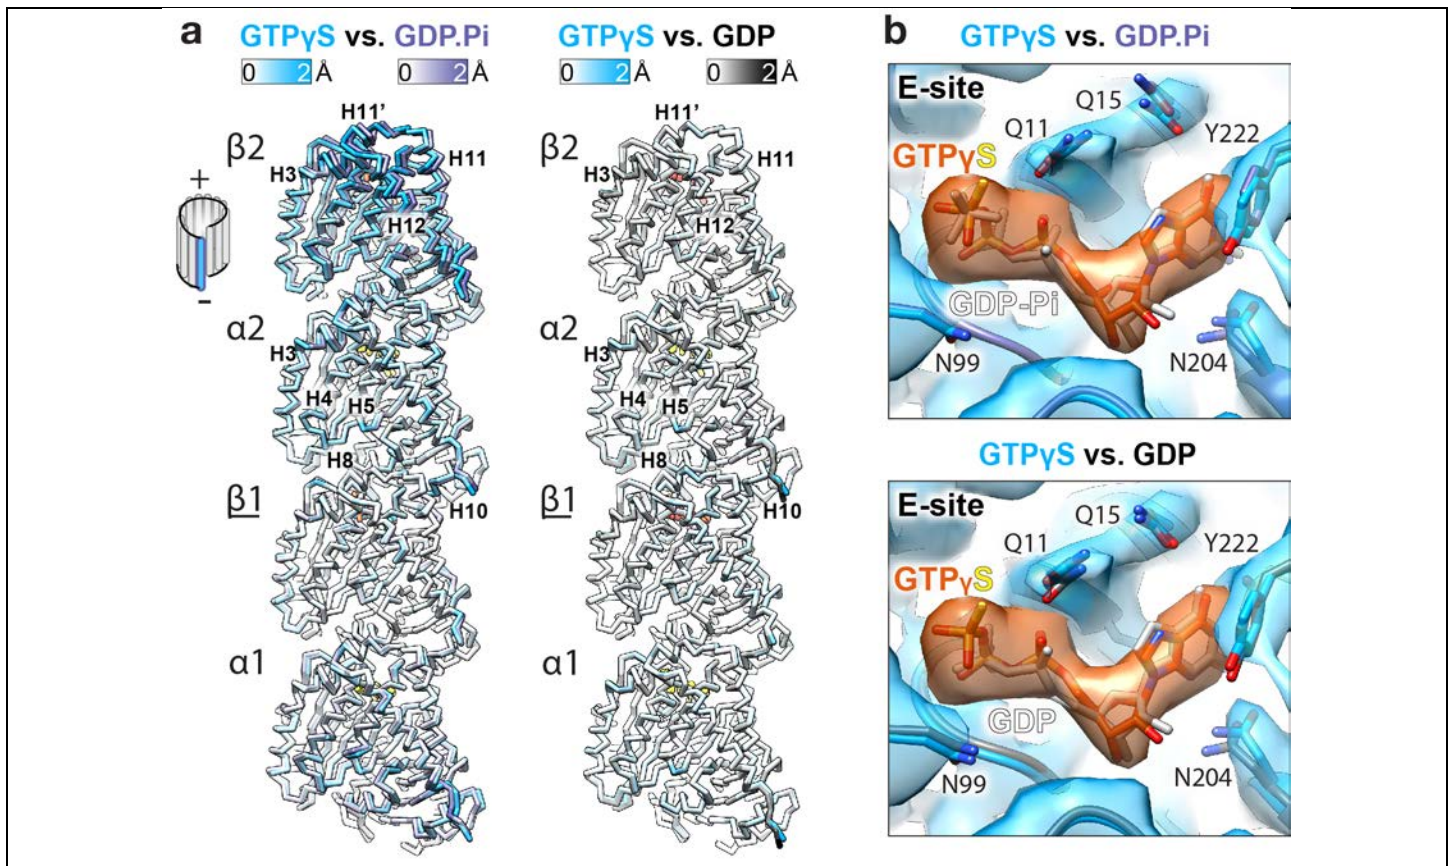 a
GTPγS vs. GDP.Pi
0 2 Å 0 2 Å
H11’
β2
H3
H11
H12
+
−
α2
H3
H4
H5
H8
β1
H10
α1
GTPγS vs. GDP
0 2 Å 0 2 Å
H11’
β2
H3
H11
H12
α2
H3
H4
H5
H8
β1
H10
α1
b
GTPγS vs. GDP.Pi
E-site
Q15
Q11
Y222
GTPγS
GDP-Pi
N99
N204
GTPγS vs. GDP
E-site
Q15
Q11
Y222
GTPγS
GDP
N99
N204